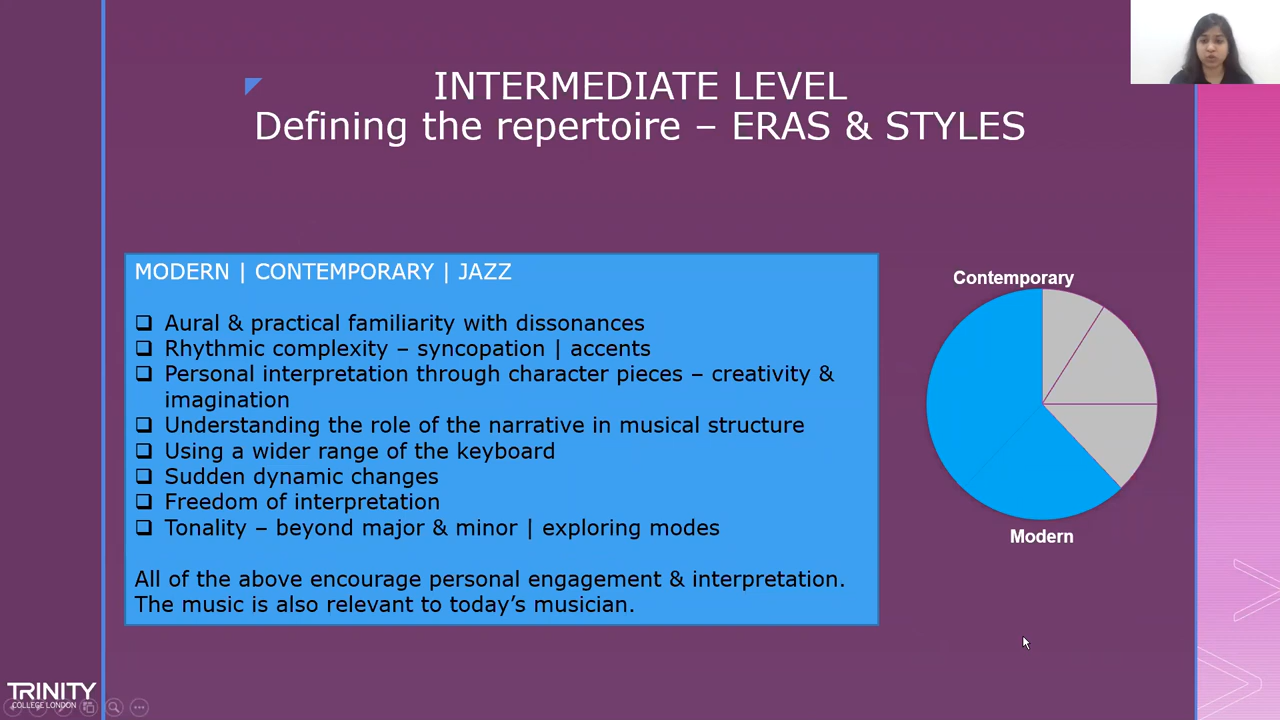 INTERMEDIATE LEVEL
Defining the repertoire – ERAS & STYLES
MODERN | CONTEMPORARY | JAZZ
❑ Aural & practical familiarity with dissonances
❑ Rhythmic complexity – syncopation | accents
❑ Personal interpretation through character pieces – creativity &
imagination
❑ Understanding the role of the narrative in musical structure
❑ Using a wider range of the keyboard
❑ Sudden dynamic changes
❑ Freedom of interpretation
❑ Tonality – beyond major & minor | exploring modes
All of the above encourage personal engagement & interpretation.
The music is also relevant to today’s musician.
Contemporary
Modern
TRINITY
COLLEGE LONDON